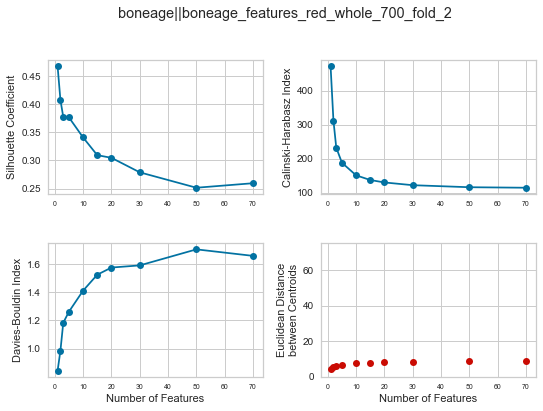 boneage||boneage_features_red_whole_700_fold_2
Silhouette Coefficient
0.45
0.40
0.35
0.30
0.25
0 10 20 30 40 50 60 70
Calinski-Harabasz Index
400
300
200
100
0 10 20 30 40 50 60 70
Davies-Bouldin Index
1.6
1.4
1.2
1.0
0 10 20 30 40 50 60 70
Number of Features
Euclidean Distance
between Centroids
60
40
20
0
0 10 20 30 40 50 60 70
Number of Features